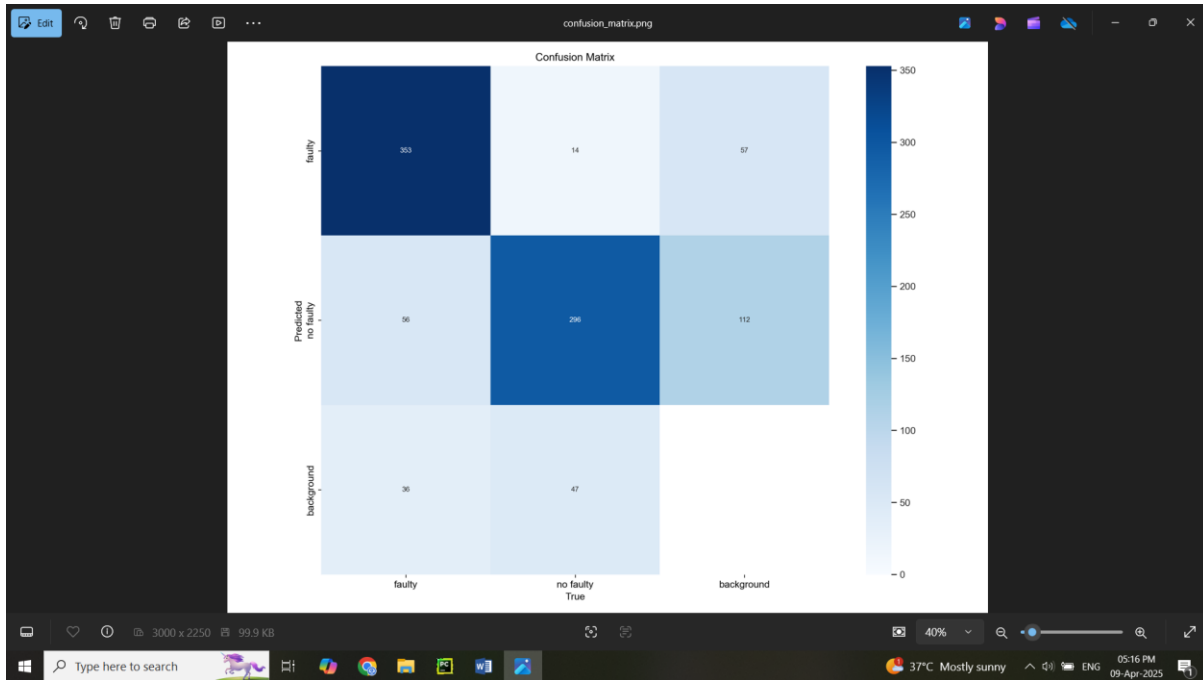 Edit
confusion_matrix.png
Confusion Matrix
faulty
353
14
57
Predicted
no faulty
56
296
112
background
36
47
faulty
no faulty
background
True
350
300
250
200
150
100
50
0
3000 x 2250 99.9 KB
40%
Type here to search
37°C Mostly sunny
ENG
05:16 PM
09-Apr-2025